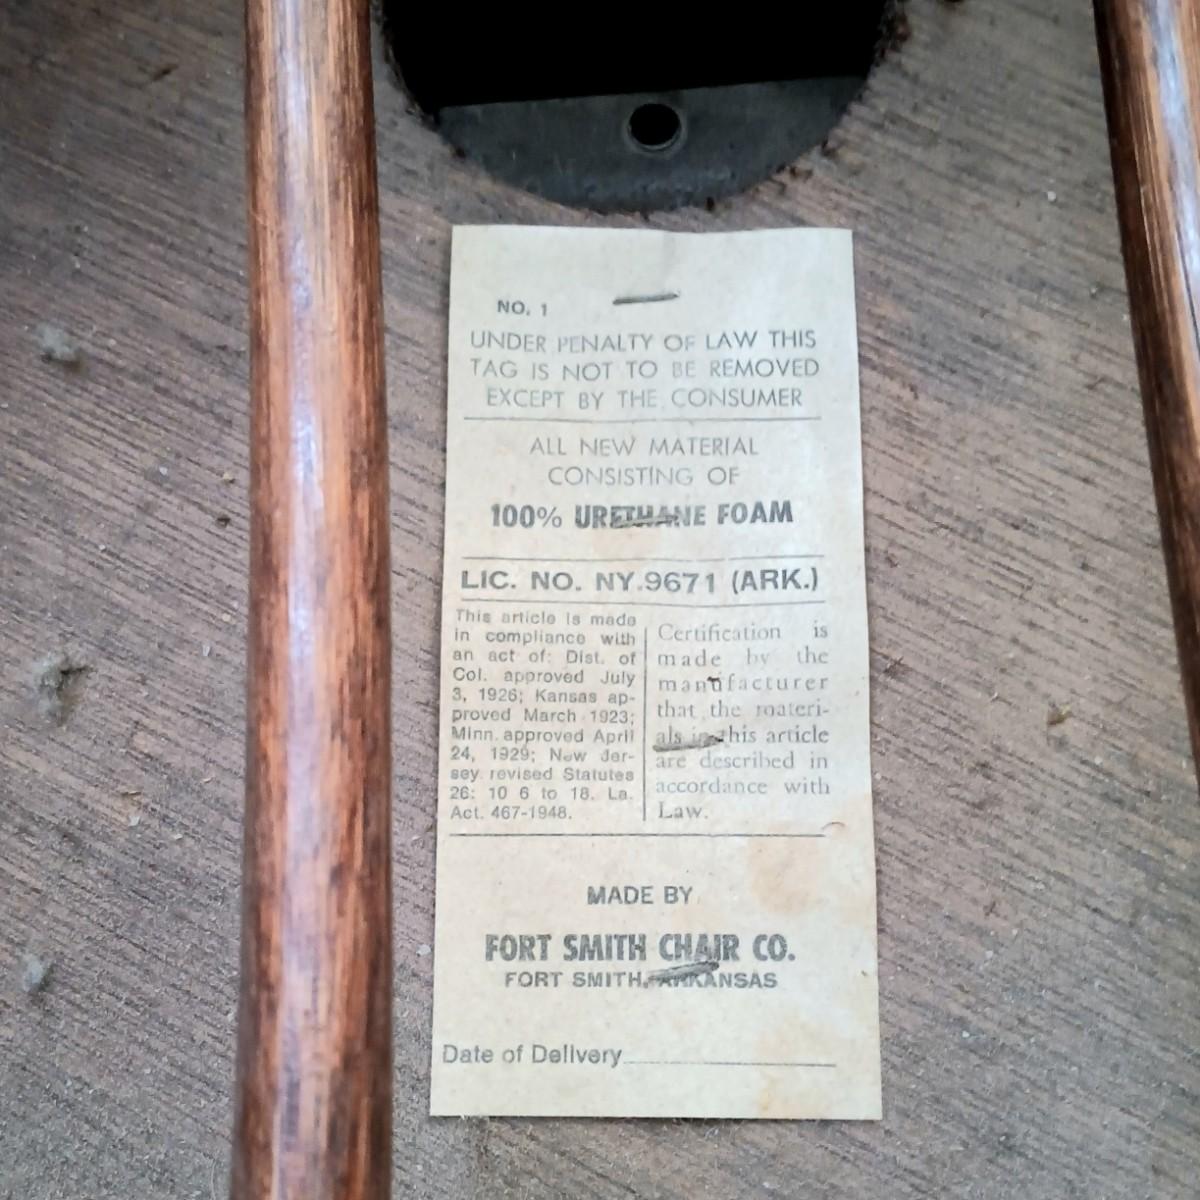 NO. 1
UNDER PENALTY OF LAW THIS
TAG IS NOT TO BE REMOVED
EXCEPT BY THE CONSUMER
ALL NEW MATERIAL
CONSISTING OF
100% URETHANE FOAM
LIC. NO. NY.9671 (ARK.)
This article is made
in compliance with
an act of: Dist. of
Col. approved July
3, 1926; Kansas ap-
proved March 1923;
Minn. approved April
24, 1929; New Jer-
sey revised Statutes
26: 10 6 to 18. La.
Act. 467-1948.
Certification is
made by the
manufacturer
that the materi-
als in this article
are described in
accordance with
Law.
MADE BY
FORT SMITH CHAIR CO.
FORT SMITH, ARKANSAS
Date of Delivery